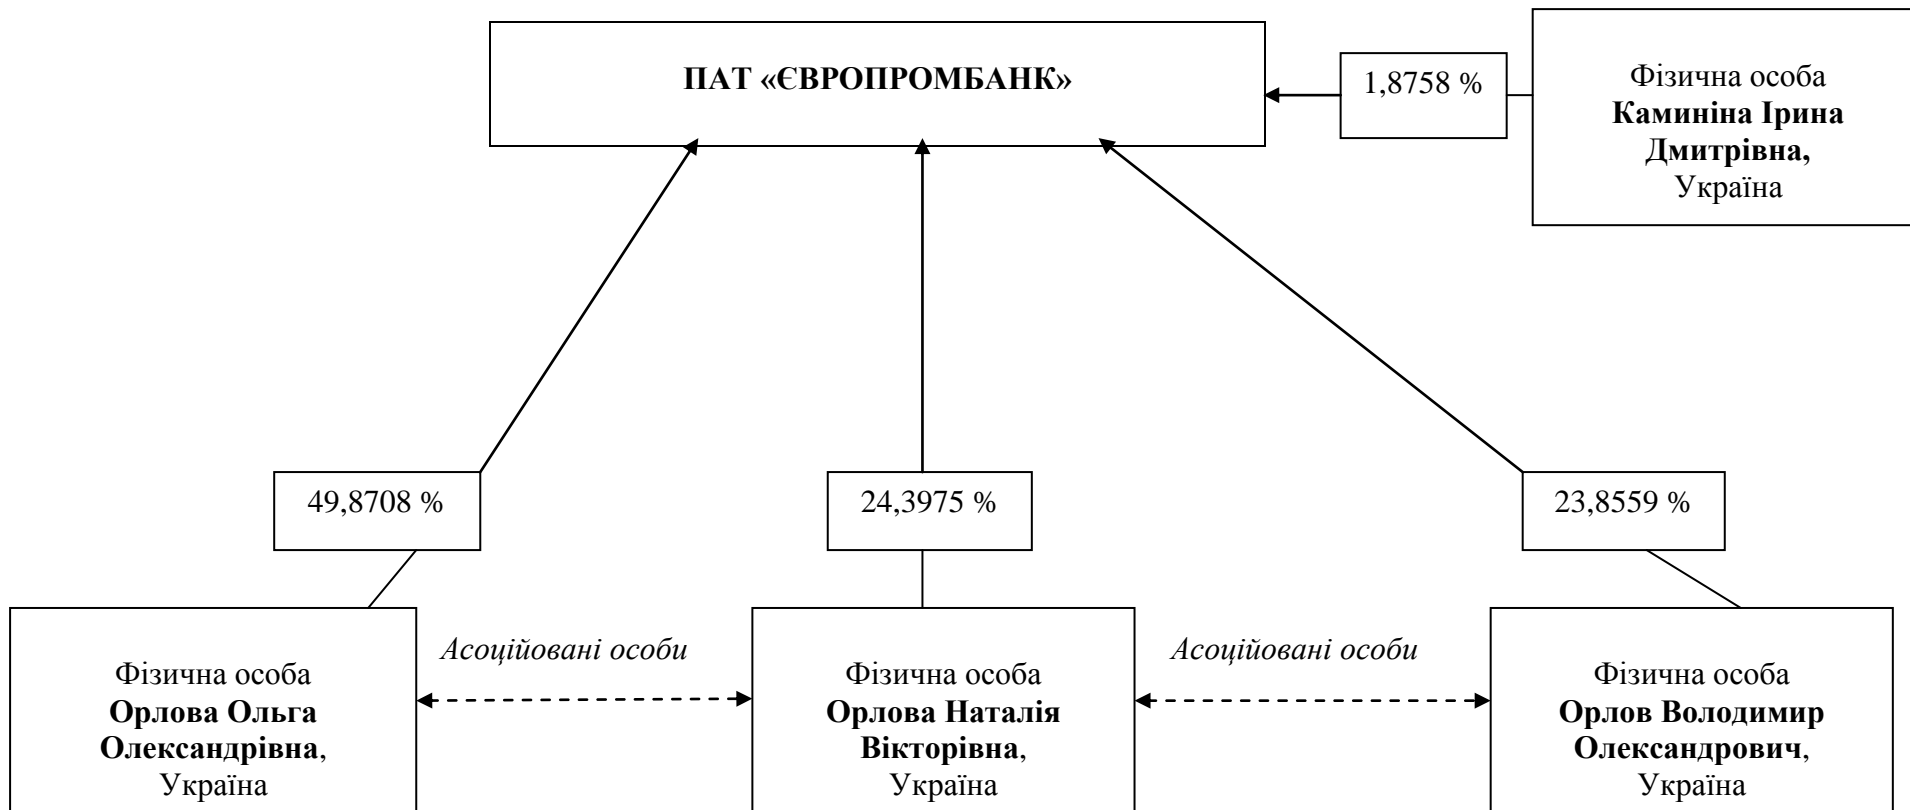 ПАТ «ЄВРОПРОМБАНК»
1,8758 %
Фізична особа
Каминіна Ірина
Дмитрівна,
Україна
49,8708 %
24,3975 %
23,8559 %
Фізична особа
Орлова Ольга
Олександрівна,
Україна
Асоційовані особи
Фізична особа
Орлова Наталія
Вікторівна,
Україна
Асоційовані особи
Фізична особа
Орлов Володимир
Олександрович,
Україна